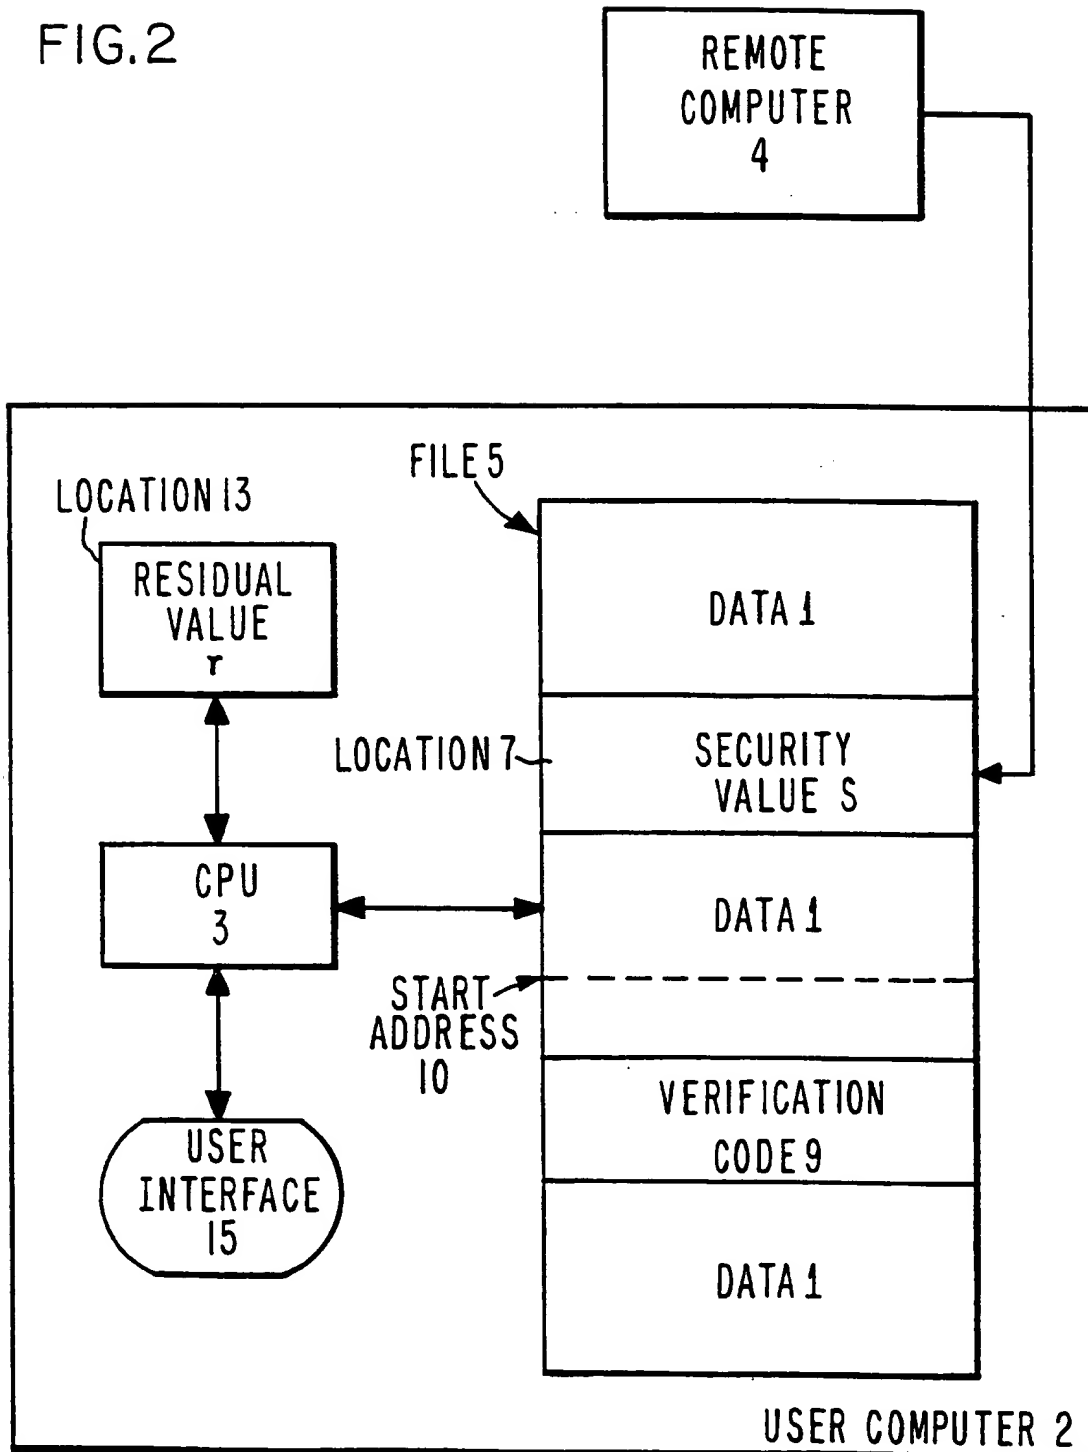 FIG.2
REMOTE
COMPUTER
4
FILE 5
LOCATION 13
RESIDUAL
VALUE
r
DATA 1
LOCATION 7
SECURITY
VALUE S
CPU
3
DATA 1
START
ADDRESS
10
VERIFICATION
CODE 9
USER
INTERFACE
15
DATA 1
USER COMPUTER 2